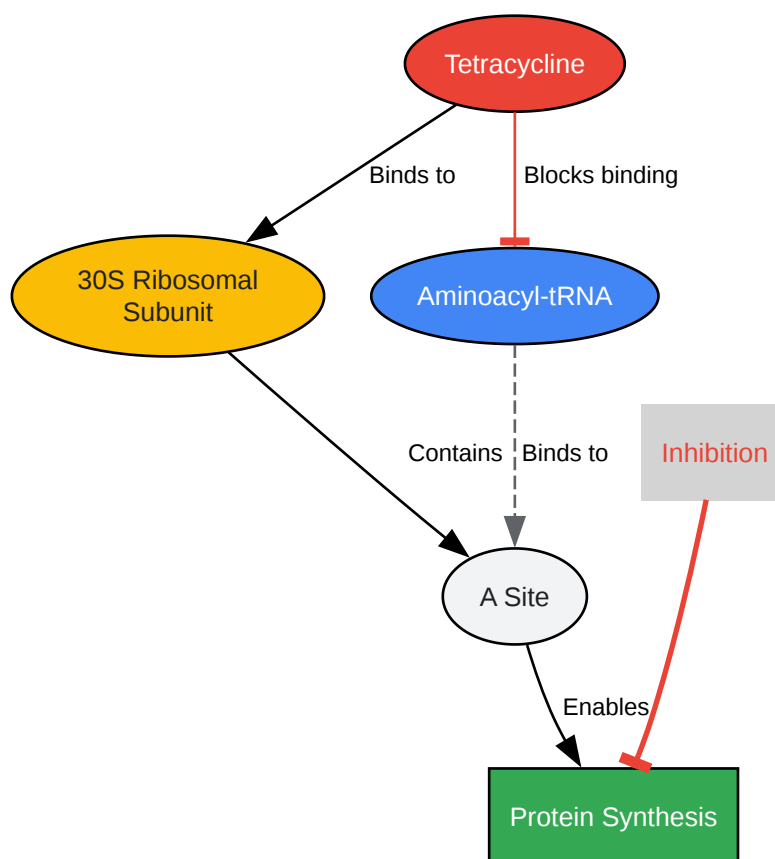 Tetracycline
Binds to
Blocks binding
30S Ribosomal
Subunit
Aminoacyl-tRNA
Contains
Binds to
Inhibition
A Site
Enables
Protein Synthesis